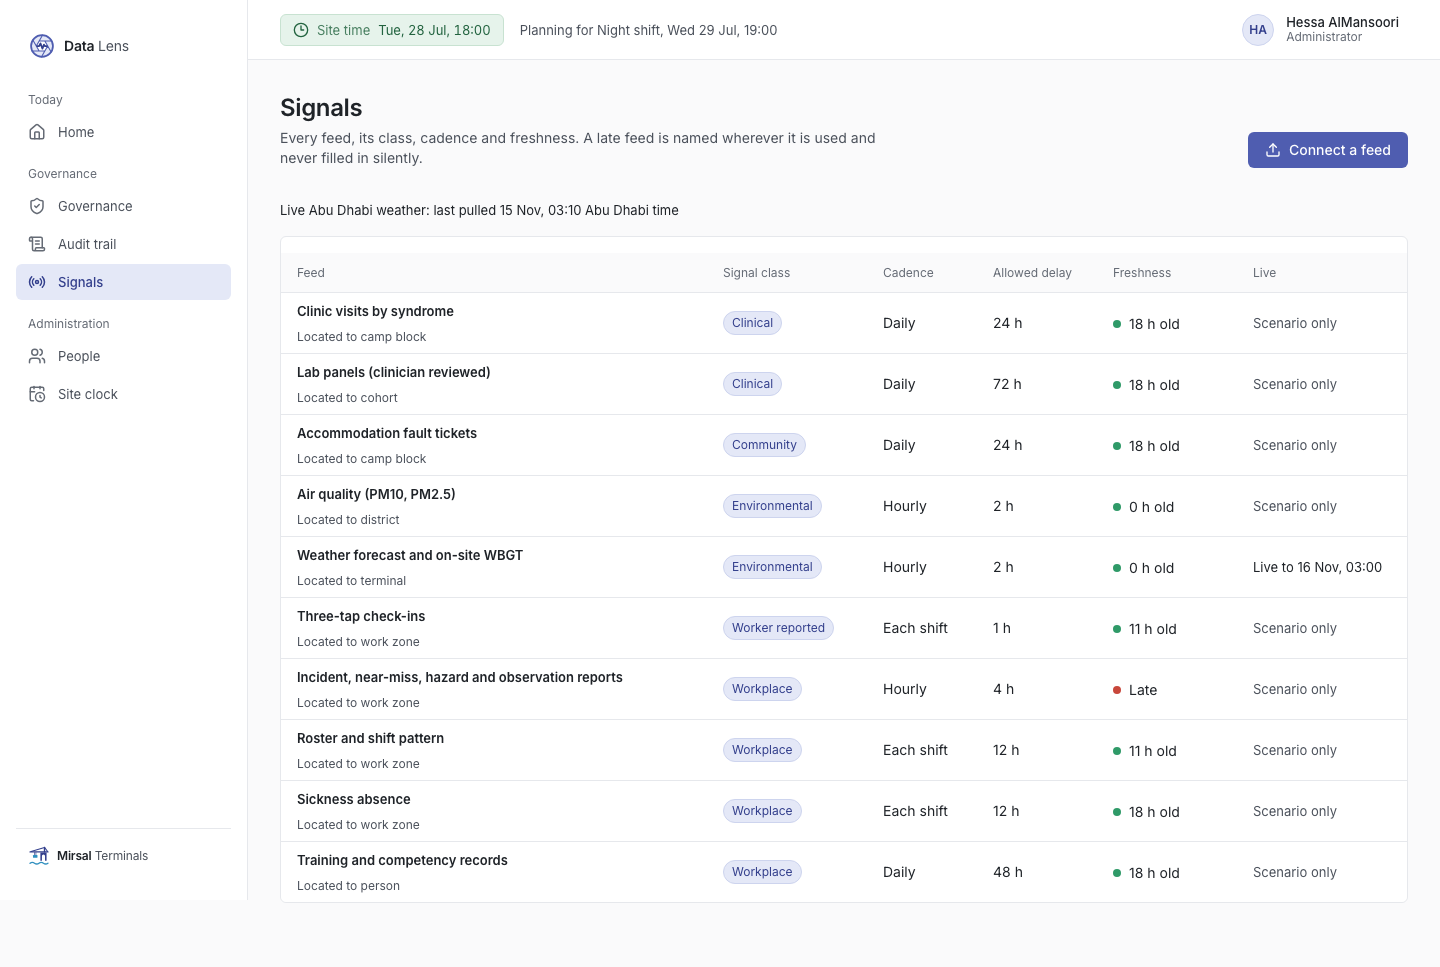 Data Lens
Today
Home
Governance
Governance
Audit trail
Signals
Administration
People
Site clock
Mirsal Terminals
Site time Tue, 28 Jul, 18:00
Planning for Night shift, Wed 29 Jul, 19:00
HA
Hessa AlMansoori
Administrator
Signals
Every feed, its class, cadence and freshness. A late feed is named wherever it is used and
never filled in silently.
Connect a feed
Live Abu Dhabi weather: last pulled 15 Nov, 03:10 Abu Dhabi time
Feed Signal class Cadence Allowed delay Freshness Live
Clinic visits by syndrome
Located to camp block
Clinical Daily 24 h 18 h old Scenario only
Lab panels (clinician reviewed)
Located to cohort
Clinical Daily 72 h 18 h old Scenario only
Accommodation fault tickets
Located to camp block
Community Daily 24 h 18 h old Scenario only
Air quality (PM10, PM2.5)
Located to district
Environmental Hourly 2 h 0 h old Scenario only
Weather forecast and on-site WBGT
Located to terminal
Environmental Hourly 2 h 0 h old Live to 16 Nov, 03:00
Three-tap check-ins
Located to work zone
Worker reported Each shift 1 h 11 h old Scenario only
Incident, near-miss, hazard and observation reports
Located to work zone
Workplace Hourly 4 h Late Scenario only
Roster and shift pattern
Located to work zone
Workplace Each shift 12 h 11 h old Scenario only
Sickness absence
Located to work zone
Workplace Each shift 12 h 18 h old Scenario only
Training and competency records
Located to person
Workplace Daily 48 h 18 h old Scenario only